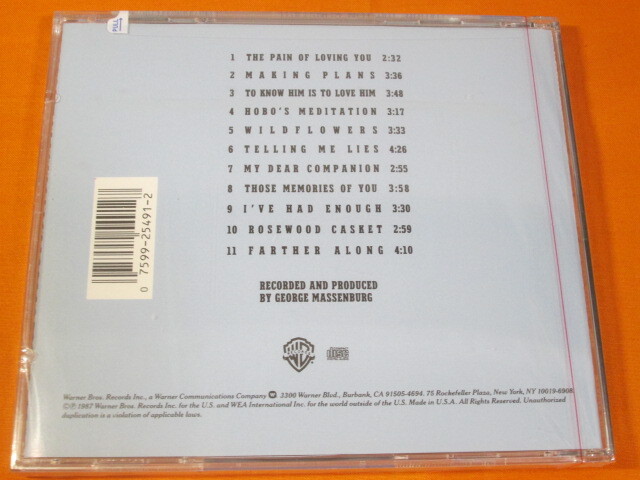 PULL
1 THE PAIN OF LOVING YOU 2:32
2 MAKING PLANS 3:36
3 TO KNOW HIM IS TO LOVE HIM 3:48
4 HOBO'S MEDITATION 3:17
5 WILDFLOWERS 3:33
6 TELLING ME LIES 4:26
7 MY DEAR COMPANION 2:55
8 THOSE MEMORIES OF YOU 3:58
9 I'VE HAD ENOUGH 3:30
10 ROSEWOOD CASKET 2:59
11 FARTHER ALONG 4:10
0 7599-25491-2
RECORDED AND PRODUCED
BY GEORGE MASSENBURG
Warner Bros. Records Inc., a Warner Communications Company 3300 Warner Blvd., Burbank, CA 91505-4694. 75 Rockefeller Plaza, New York, NY 10019-6908.
©℗ 1987 Warner Bros. Records Inc. for the U.S. and WEA International Inc. for the world outside of the U.S. Made in U.S.A. All Rights Reserved. Unauthorized
duplication is a violation of applicable laws.